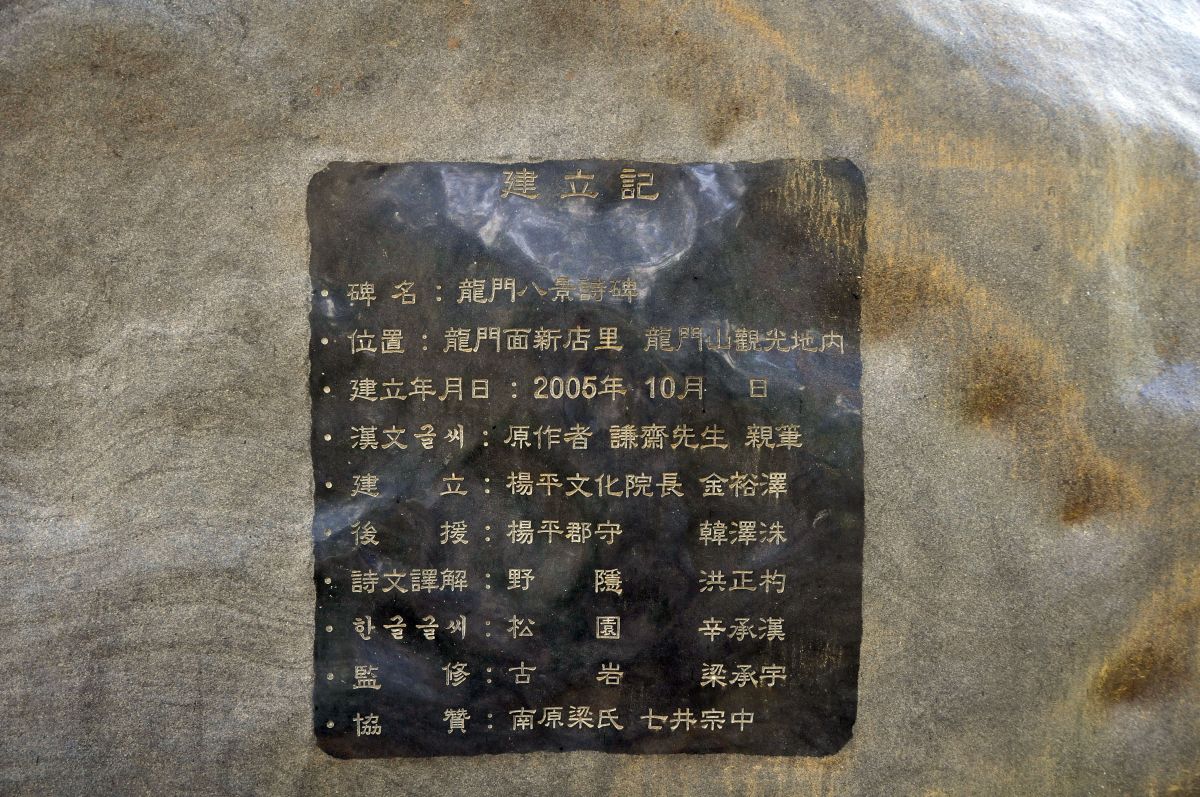 建立記
• 碑名 : 龍門八景詩碑
• 位置 : 龍門面新店里 龍門山觀光地内
• 建立年月日 : 2005年 10月 日
• 漢文글씨 : 原作者 謙齋先生 親筆
• 建立 : 楊平文化院長 金裕澤
• 後援 : 楊平郡守 韓澤洙
• 詩文譯解 : 野隱 洪正杓
• 한글글씨 : 松園 辛承漢
• 監修 : 古岩 梁承宇
• 協贊 : 南原梁氏 七井宗中